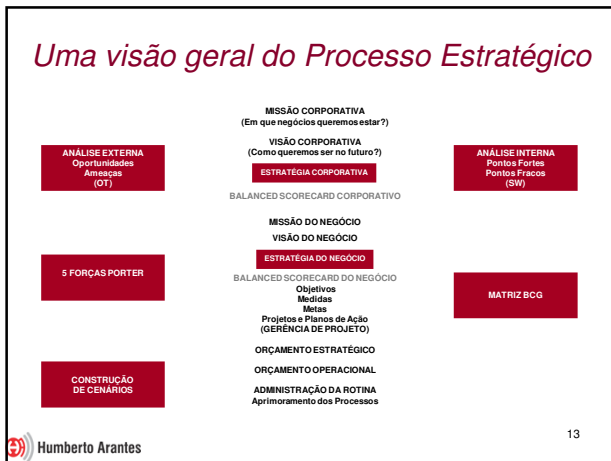 Uma visão geral do Processo Estratégico
MISSÃO CORPORATIVA
(Em que negócios queremos estar?)
VISÃO CORPORATIVA
(Como queremos ser no futuro?)
ESTRATÉGIA CORPORATIVA
BALANCED SCORECARD CORPORATIVO
ANÁLISE EXTERNA
Oportunidades
Ameaças
(OT)
ANÁLISE INTERNA
Pontos Fortes
Pontos Fracos
(SW)
MISSÃO DO NEGÓCIO
VISÃO DO NEGÓCIO
ESTRATÉGIA DO NEGÓCIO
BALANCED SCORECARD DO NEGÓCIO
Objetivos
Medidas
Metas
Projetos e Planos de Ação
(GERÊNCIA DE PROJETO)
5 FORÇAS PORTER
MATRIZ BCG
ORÇAMENTO ESTRATÉGICO
ORÇAMENTO OPERACIONAL
ADMINISTRAÇÃO DA ROTINA
Aprimoramento dos Processos
CONSTRUÇÃO
DE CENÁRIOS
Humberto Arantes
13